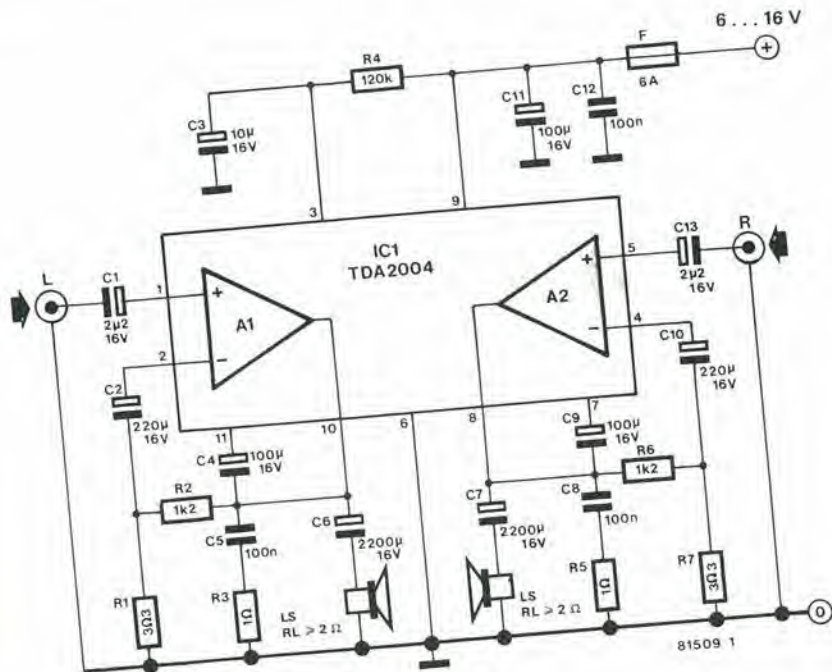 6 . . . 16 V
F
6A
R4
120k
C11
100µ
16V
C12
100n
C3
10µ
16V
3
9
IC1
TDA2004
L
C1
2µ2
16V
1
+
A1
−
2
A2
+
−
5
4
C13
2µ2
16V
R
C10
220µ
16V
C2
220µ
16V
11
10
6
8
7
C4
100µ
16V
C9
100µ
16V
R2
1k2
R6
1k2
C5
100n
C6
2200µ
16V
C7
2200µ
16V
C8
100n
R1
3Ω3
R3
1Ω
LS
RL ⩾ 2 Ω
LS
RL ⩾ 2 Ω
R5
1Ω
R7
3Ω3
0
81509 1